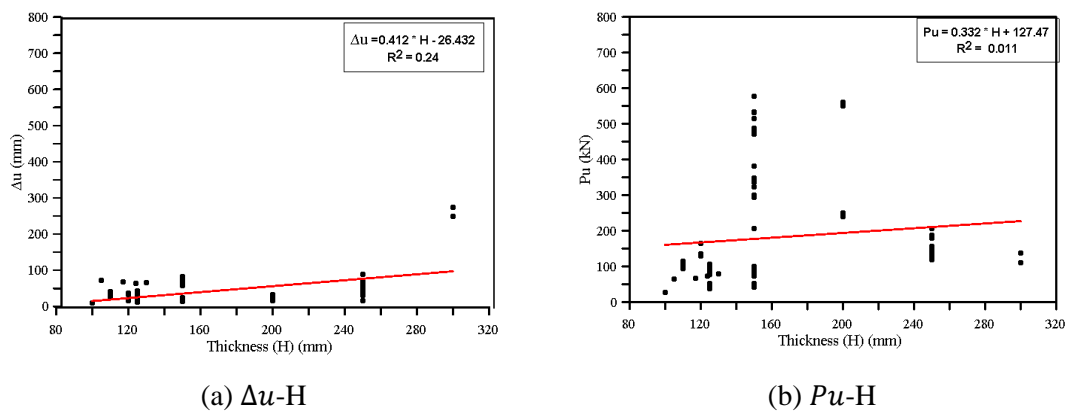 800
700
600
500
400
300
200
100
0
Δu (mm)
Δu = 0.412 * H - 26.432
R² = 0.24
80 120 160 200 240 280 320
Thickness (H) (mm)
(a) Δu-H
800
700
600
500
400
300
200
100
0
Pu (kN)
Pu = 0.332 * H + 127.47
R² = 0.011
80 120 160 200 240 280 320
Thickness (H) (mm)
(b) Pu-H